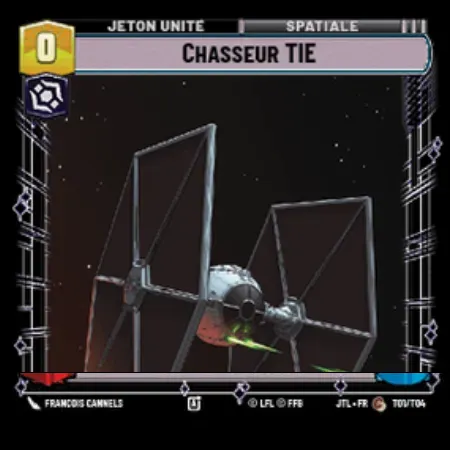 JETON UNITÉ SPATIALE
0
CHASSEUR TIE
FRANCOIS CANNELS LFL FFG JTL • FR T01/T04